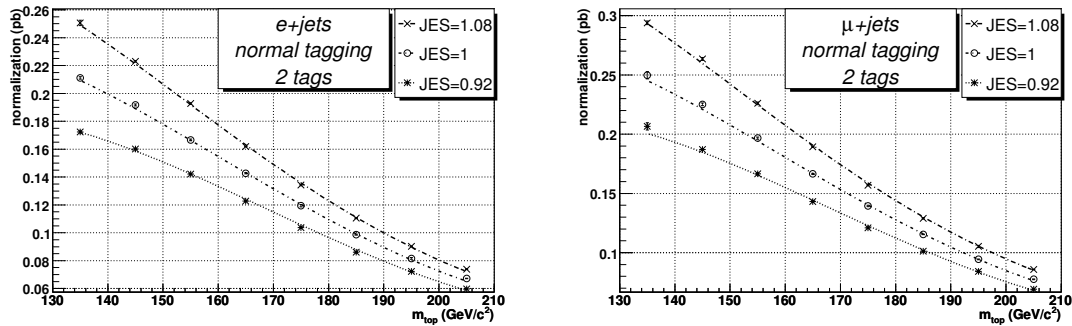 normalization (pb)
0.26
0.24
0.22
0.2
0.18
0.16
0.14
0.12
0.1
0.08
0.06
e+jets
normal tagging
2 tags
JES=1.08
JES=1
JES=0.92
130 140 150 160 170 180 190 200 210
m_top (GeV/c²)
normalization (pb)
0.3
0.25
0.2
0.15
0.1
μ+jets
normal tagging
2 tags
JES=1.08
JES=1
JES=0.92
130 140 150 160 170 180 190 200 210
m_top (GeV/c²)